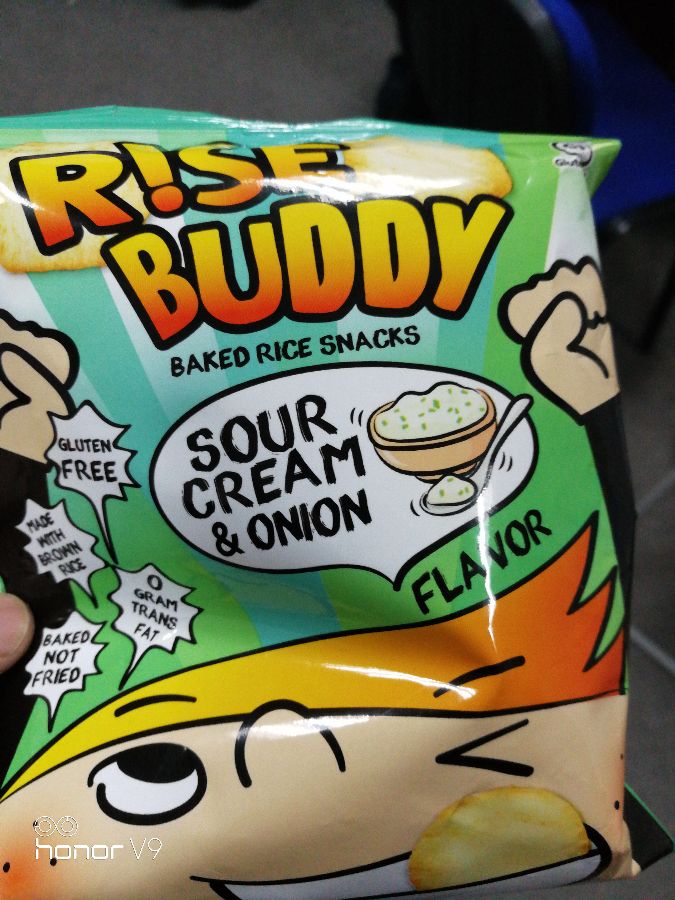 R!SE
BUDDY
BAKED RICE SNACKS
SOUR
CREAM
& ONION
FLAVOR
GLUTEN
FREE
MADE
WITH
BROWN
RICE
0
GRAM
TRANS
FAT
BAKED
NOT
FRIED
honor V9